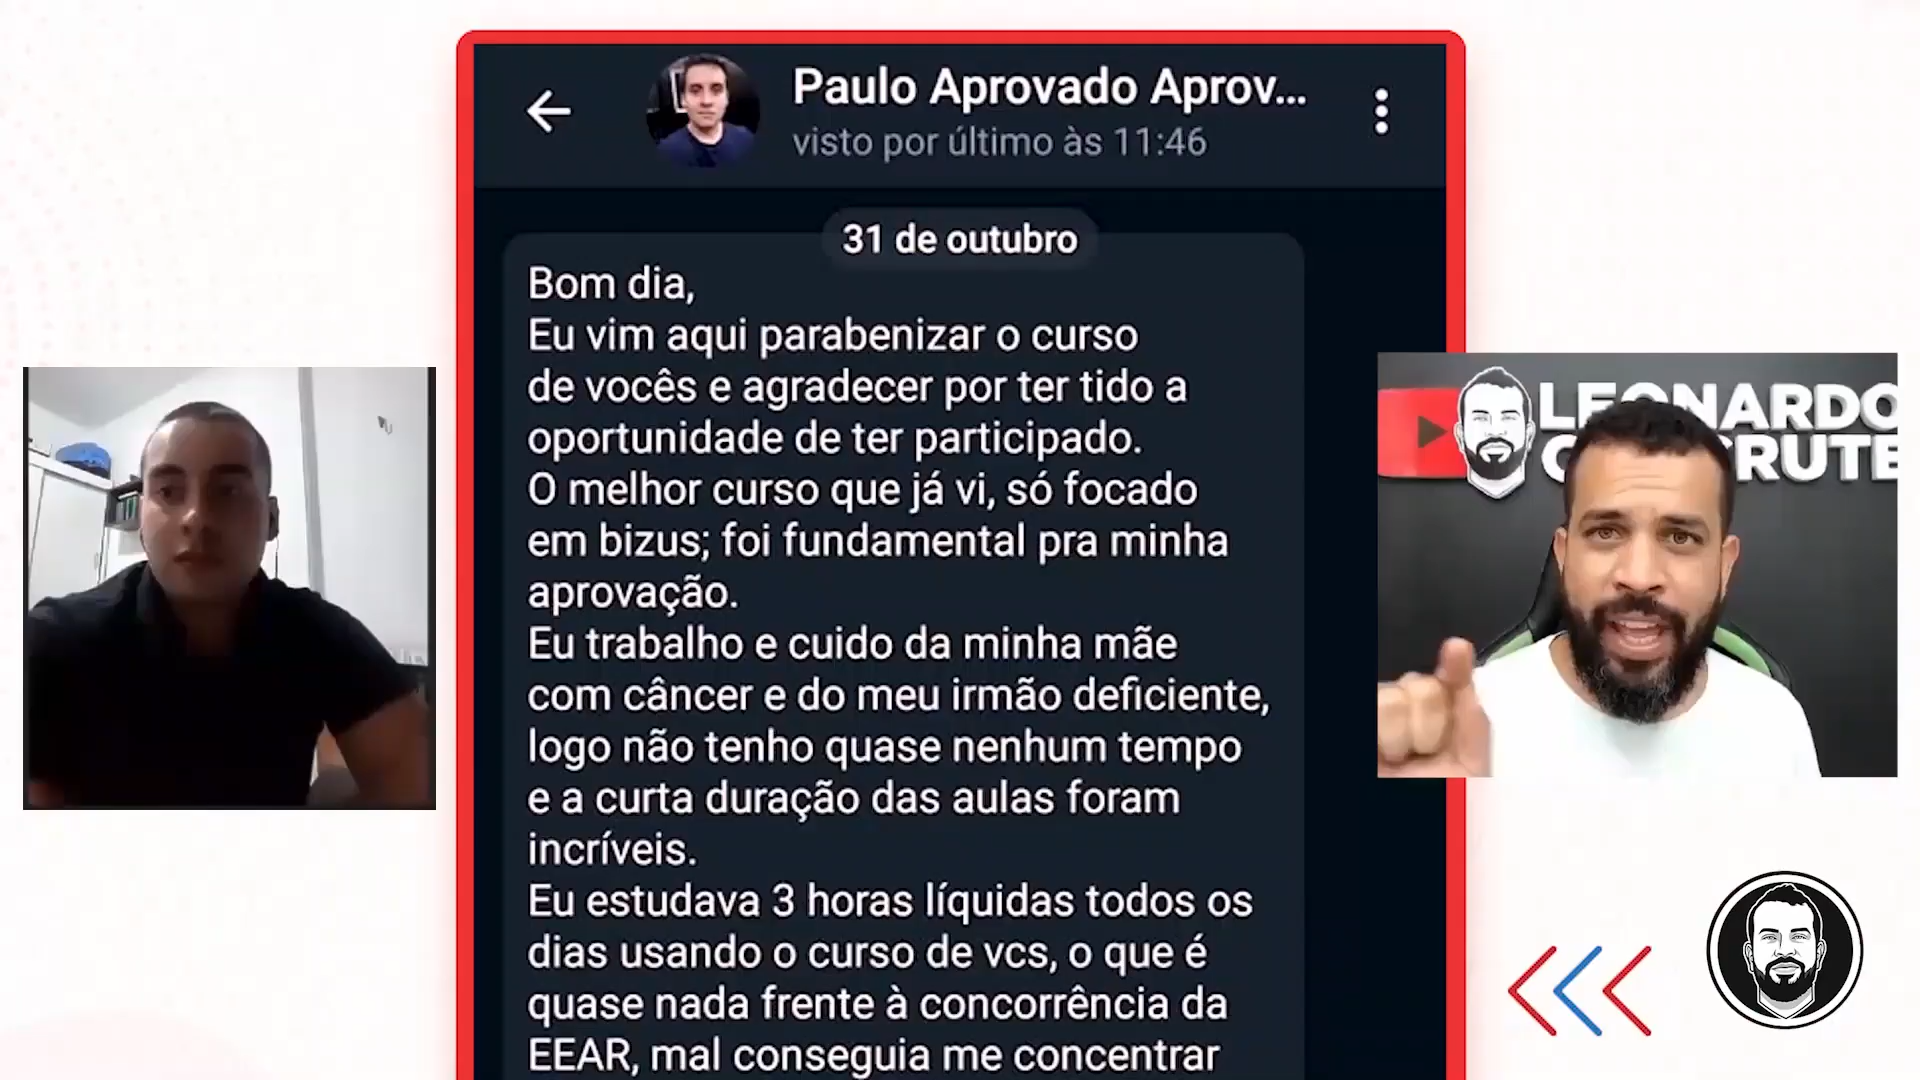 Paulo Aprovado Aprov...
visto por último às 11:46
31 de outubro
Bom dia,
Eu vim aqui parabenizar o curso
de vocês e agradecer por ter tido a
oportunidade de ter participado.
O melhor curso que já vi, só focado
em bizus; foi fundamental pra minha
aprovação.
Eu trabalho e cuido da minha mãe
com câncer e do meu irmão deficiente,
logo não tenho quase nenhum tempo
e a curta duração das aulas foram
incríveis.
Eu estudava 3 horas líquidas todos os
dias usando o curso de vcs, o que é
quase nada frente à concorrência da
EEAR, mal conseguia me concentrar
LEONARDO